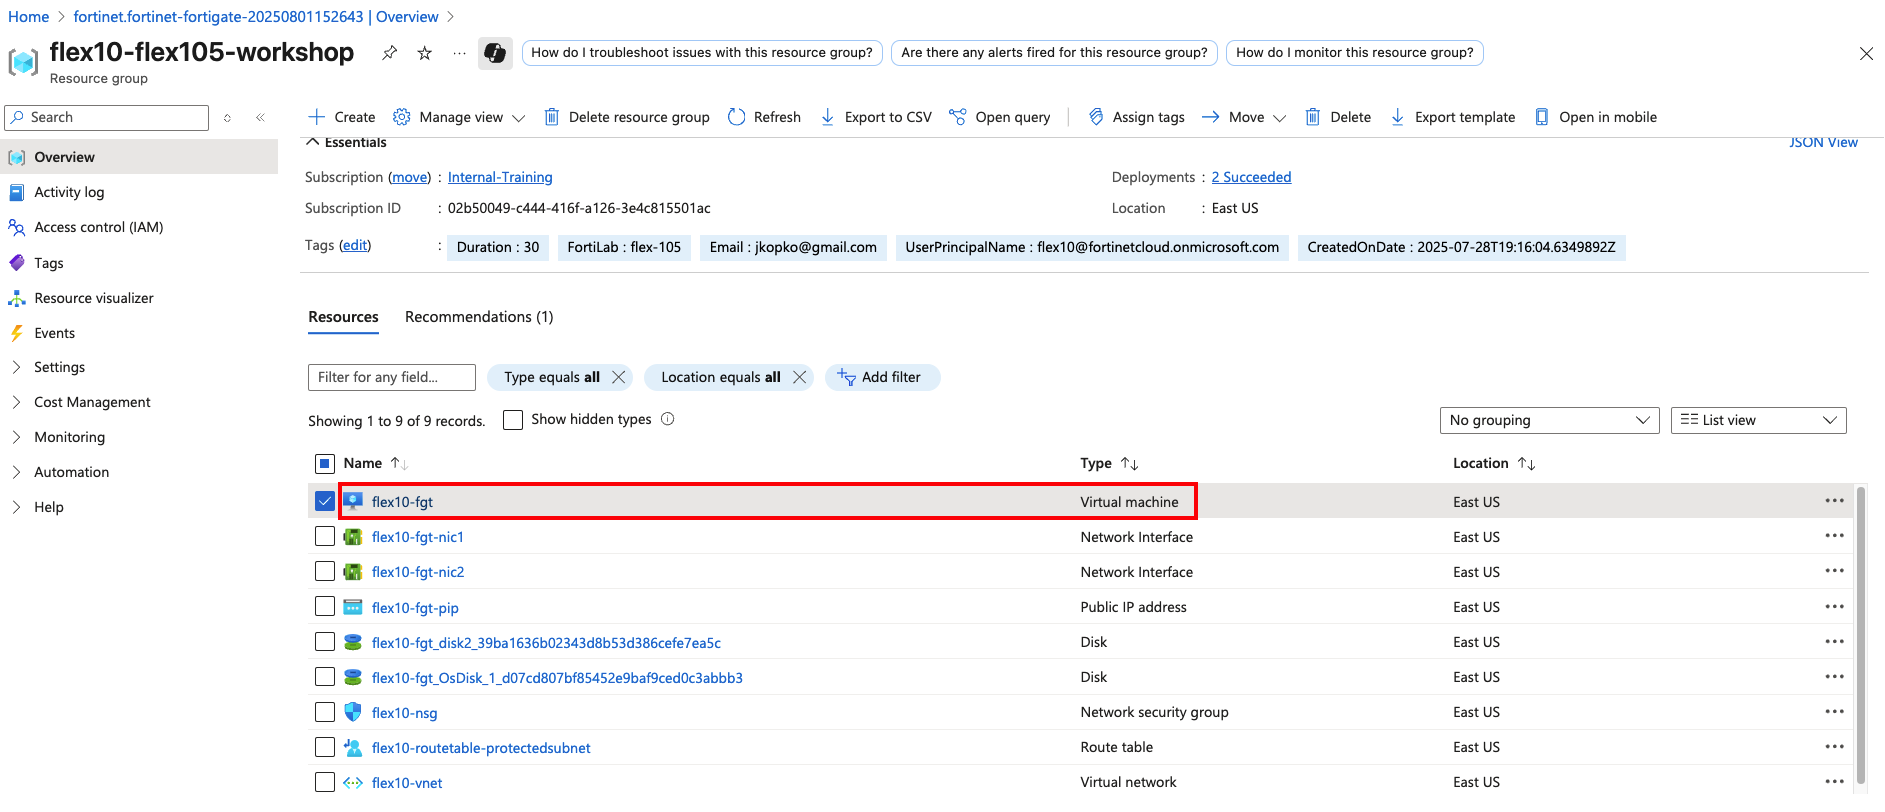 Home > fortinet.fortinet-fortigate-20250801152643 | Overview >
flex10-flex105-workshop
Resource group
How do I troubleshoot issues with this resource group?
Are there any alerts fired for this resource group?
How do I monitor this resource group?
Search
Overview
Activity log
Access control (IAM)
Tags
Resource visualizer
Events
Settings
Cost Management
Monitoring
Automation
Help
Create
Manage view
Delete resource group
Refresh
Export to CSV
Open query
Assign tags
Move
Delete
Export template
Open in mobile
Essentials
JSON View
Subscription (move) : Internal-Training
Deployments : 2 Succeeded
Subscription ID : 02b50049-c444-416f-a126-3e4c815501ac
Location : East US
Tags (edit) : Duration : 30 FortiLab : flex-105 Email : jkopko@gmail.com UserPrincipalName : flex10@fortinetcloud.onmicrosoft.com CreatedOnDate : 2025-07-28T19:16:04.6349892Z
Resources Recommendations (1)
Filter for any field... Type equals all Location equals all Add filter
Showing 1 to 9 of 9 records. Show hidden types
No grouping List view
Name Type Location
flex10-fgt Virtual machine East US
flex10-fgt-nic1 Network Interface East US
flex10-fgt-nic2 Network Interface East US
flex10-fgt-pip Public IP address East US
flex10-fgt_disk2_39ba1636b02343d8b53d386cefe7ea5c Disk East US
flex10-fgt_OsDisk_1_d07cd807bf85452e9baf9ced0c3abbb3 Disk East US
flex10-nsg Network security group East US
flex10-routetable-protectedsubnet Route table East US
flex10-vnet Virtual network East US